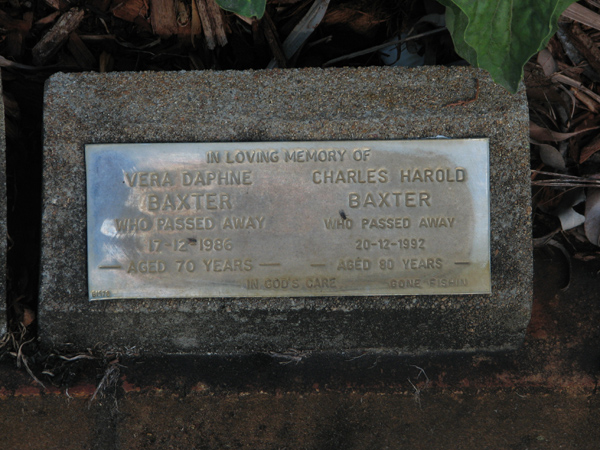 IN LOVING MEMORY OF
VERA DAPHNE
BAXTER
WHO PASSED AWAY
17-12-1986
— AGED 70 YEARS —
CHARLES HAROLD
BAXTER
WHO PASSED AWAY
20-12-1992
— AGED 80 YEARS —
IN GOD'S CARE
GONE FISHIN